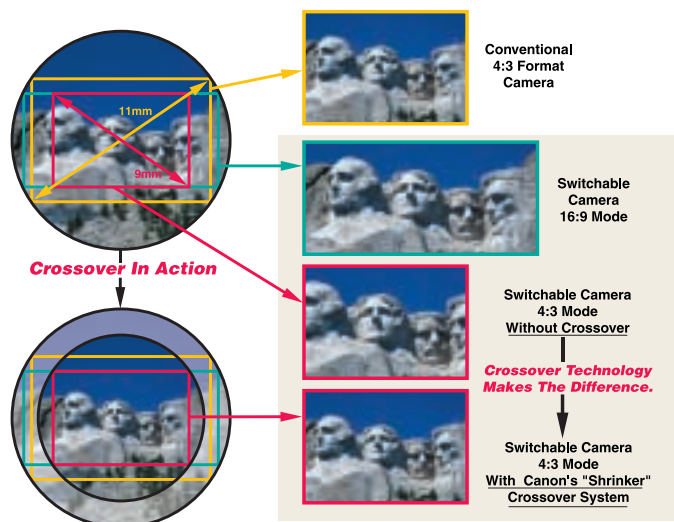 Conventional
4:3 Format
Camera
11mm
9mm
Switchable
Camera
16:9 Mode
Crossover In Action
Switchable Camera
4:3 Mode
Without Crossover
Crossover Technology
Makes The Difference.
Switchable Camera
4:3 Mode
With Canon's "Shrinker"
Crossover System